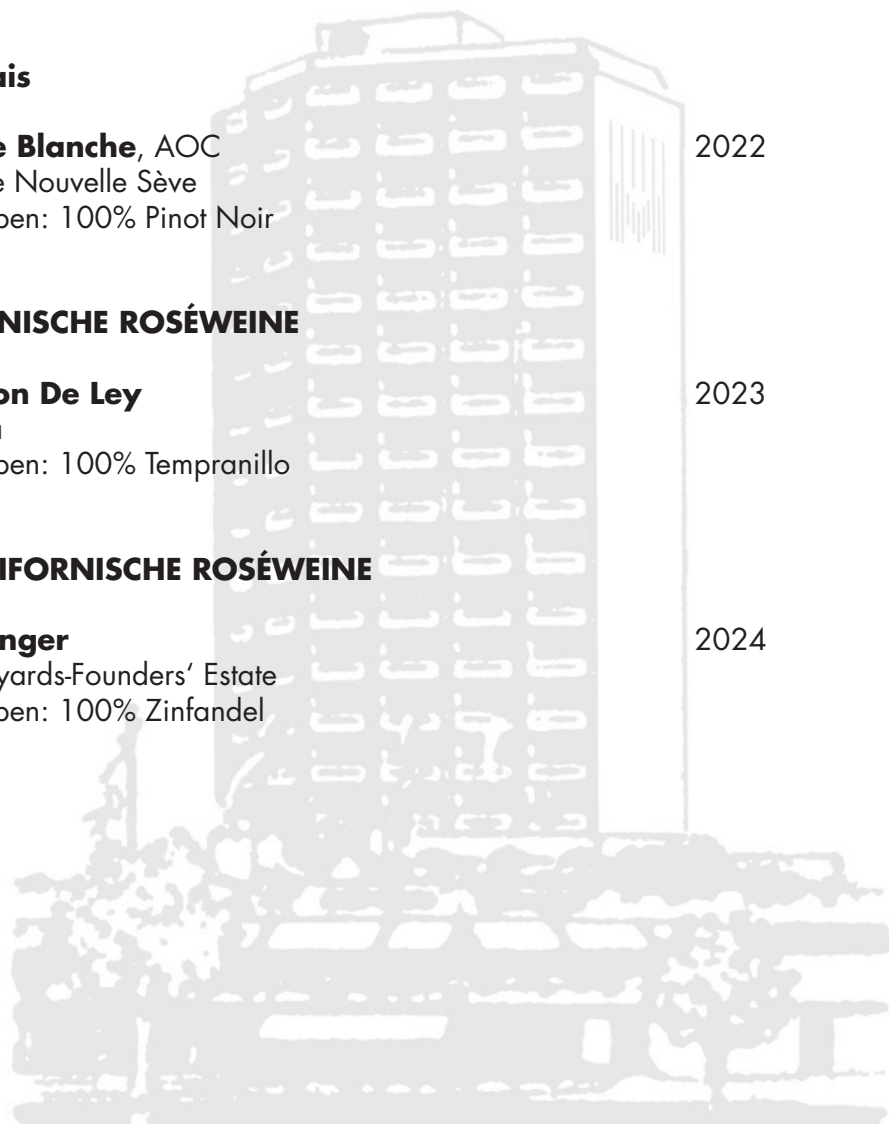 ais
e Blanche, AOC 2022
e Nouvelle Sève
ben: 100% Pinot Noir
NISCHE ROSÉWEINE
on De Ley 2023
ben: 100% Tempranillo
IFORNISCHE ROSÉWEINE
nger 2024
yards-Founders‘ Estate
ben: 100% Zinfandel